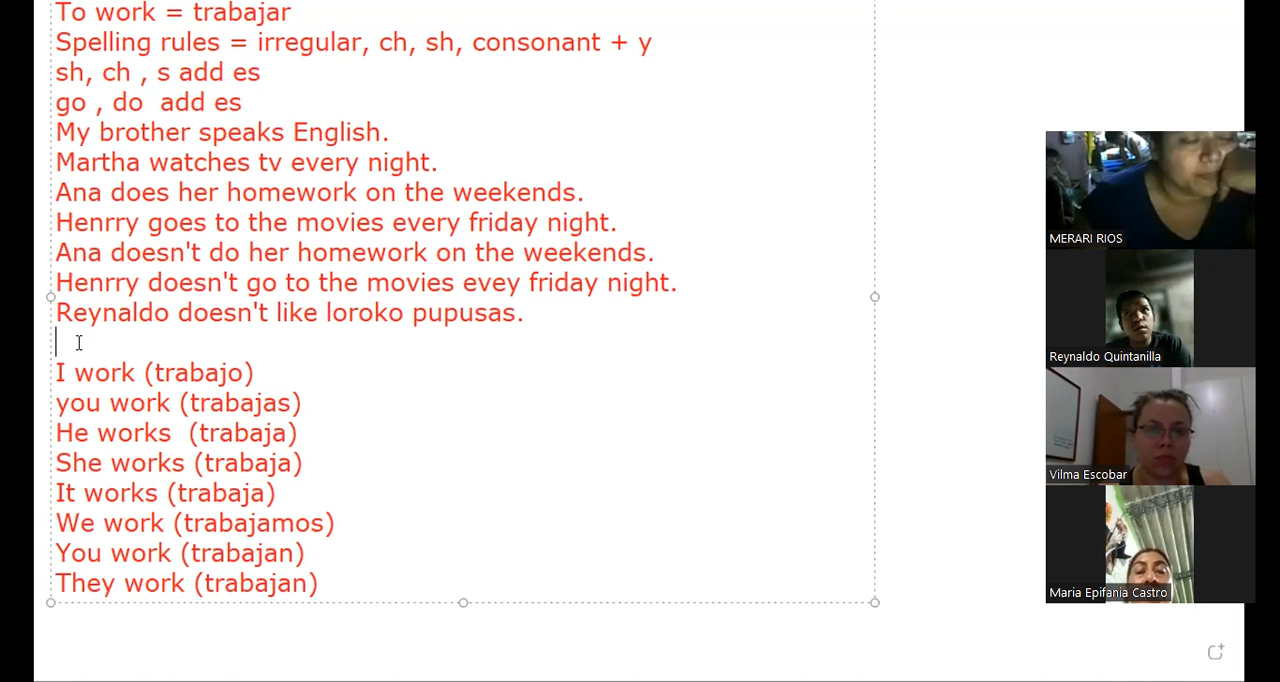 To work = trabajar
Spelling rules = irregular, ch, sh, consonant + y
sh, ch , s add es
go , do  add es
My brother speaks English.
Martha watches tv every night.
Ana does her homework on the weekends.
Henrry goes to the movies every friday night.
Ana doesn't do her homework on the weekends.
Henrry doesn't go to the movies evey friday night.
Reynaldo doesn't like loroko pupusas.
I work (trabajo)
you work (trabajas)
He works  (trabaja)
She works (trabaja)
It works (trabaja)
We work (trabajamos)
You work (trabajan)
They work (trabajan)
MERARI RIOS
Reynaldo Quintanilla
Vilma Escobar
Maria Epifania Castro